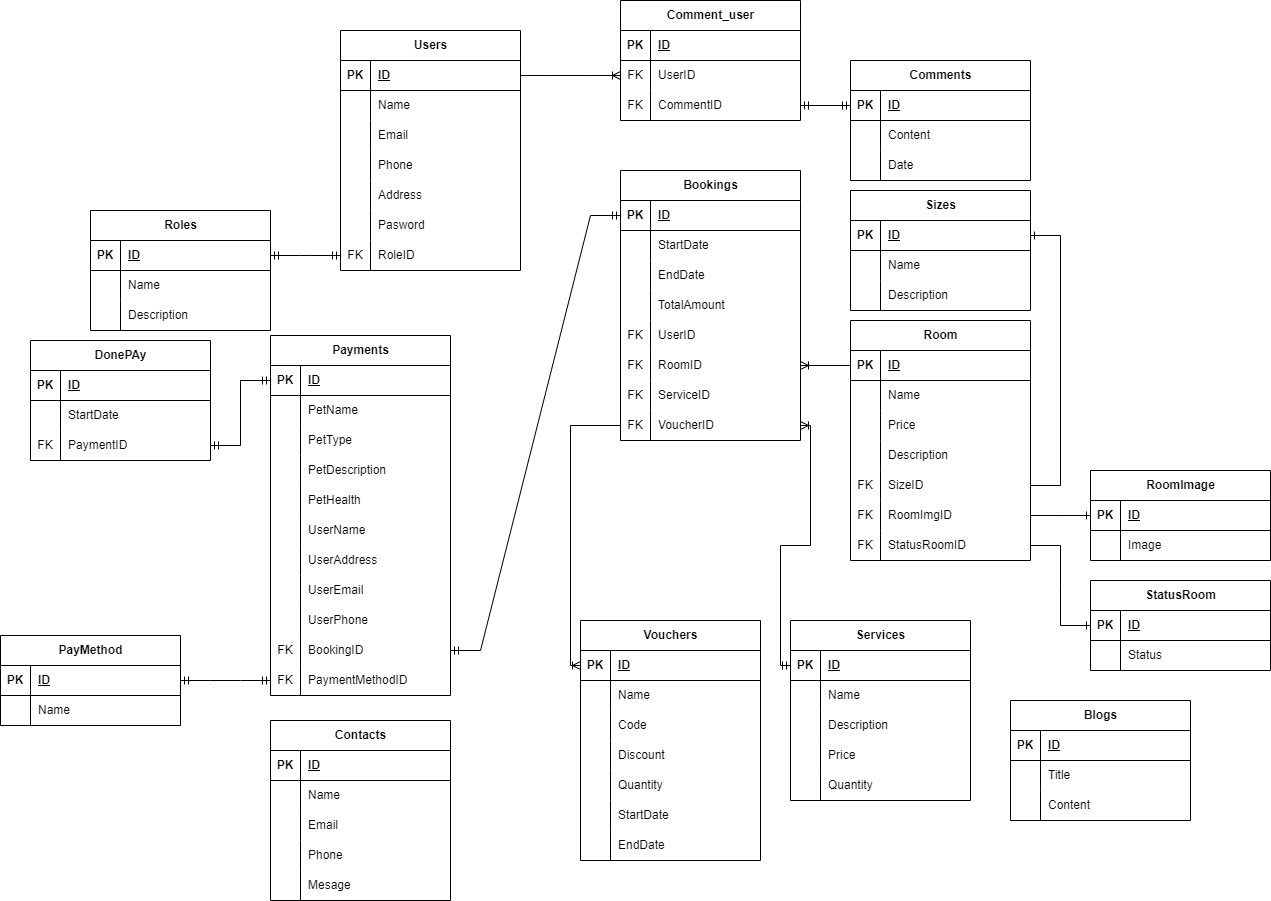 Comment_user
PK ID
FK UserID
FK CommentID
Users
PK ID
Name
Email
Phone
Address
Pasword
FK RoleID
Comments
PK ID
Content
Date
Roles
PK ID
Name
Description
Bookings
PK ID
StartDate
EndDate
TotalAmount
FK UserID
FK RoomID
FK ServiceID
FK VoucherID
Sizes
PK ID
Name
Description
Room
PK ID
Name
Price
Description
FK SizeID
FK RoomImgID
FK StatusRoomID
DonePAy
PK ID
StartDate
FK PaymentID
Payments
PK ID
PetName
PetType
PetDescription
PetHealth
UserName
UserAddress
UserEmail
UserPhone
FK BookingID
FK PaymentMethodID
RoomImage
PK ID
Image
StatusRoom
PK ID
Status
PayMethod
PK ID
Name
Vouchers
PK ID
Name
Code
Discount
Quantity
StartDate
EndDate
Services
PK ID
Name
Description
Price
Quantity
Blogs
PK ID
Title
Content
Contacts
PK ID
Name
Email
Phone
Mesage